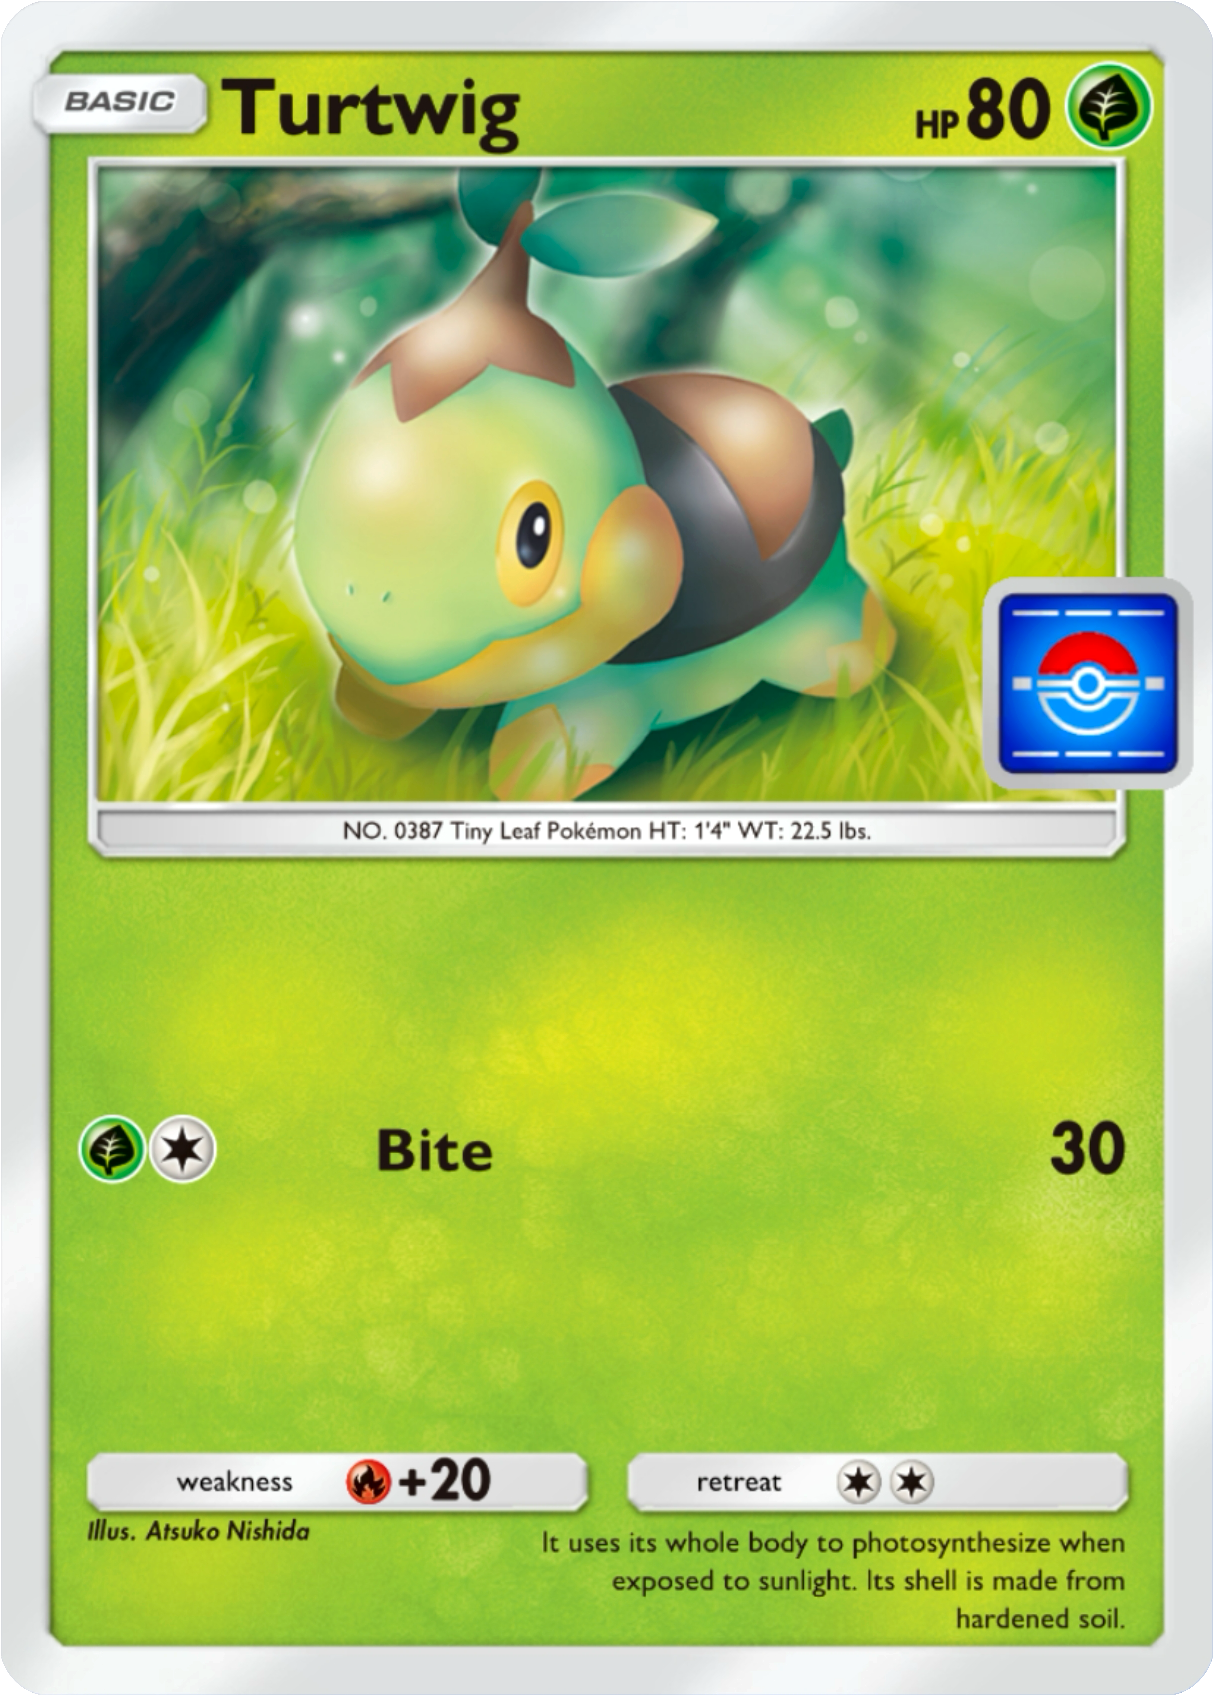 BASIC Turtwig HP 80
NO. 0387 Tiny Leaf Pokémon HT: 1'4" WT: 22.5 lbs.
Bite 30
weakness +20 retreat
Illus. Atsuko Nishida
It uses its whole body to photosynthesize when
exposed to sunlight. Its shell is made from
hardened soil.